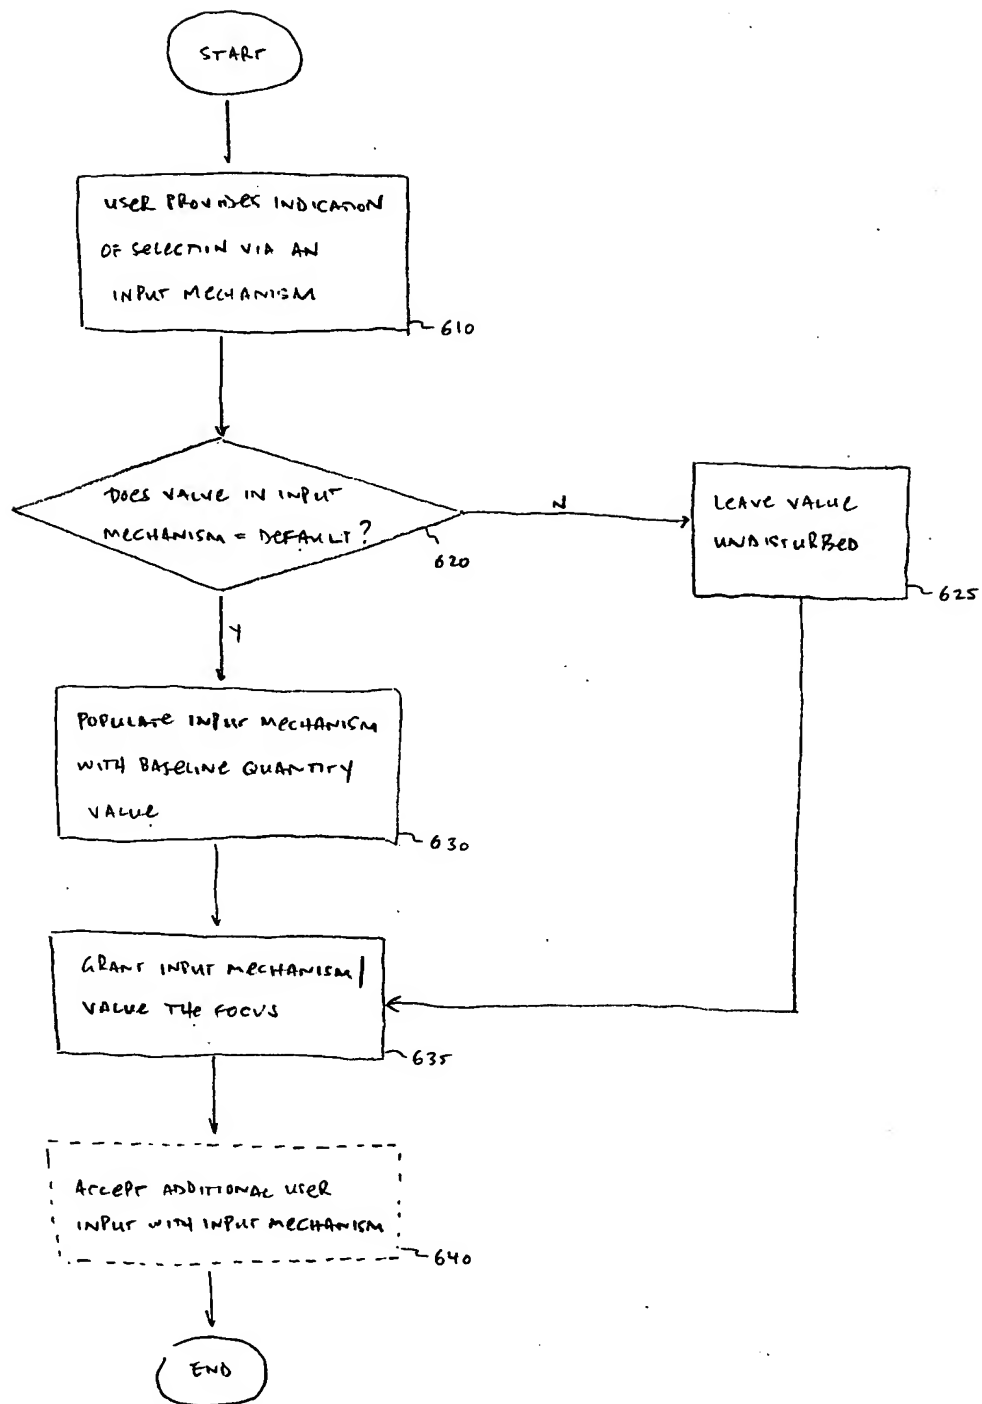 START
USER PROVIDES INDICATION
OF SELECTION VIA AN
INPUT MECHANISM
610
DOES VALUE IN INPUT
MECHANISM = DEFAULT?
620
N
LEAVE VALUE
UNDISTURBED
625
Y
POPULATE INPUT MECHANISM
WITH BASELINE QUANTITY
VALUE
630
GRANT INPUT MECHANISM/
VALUE THE FOCUS
635
ACCEPT ADDITIONAL USER
INPUT WITH INPUT MECHANISM
640
END